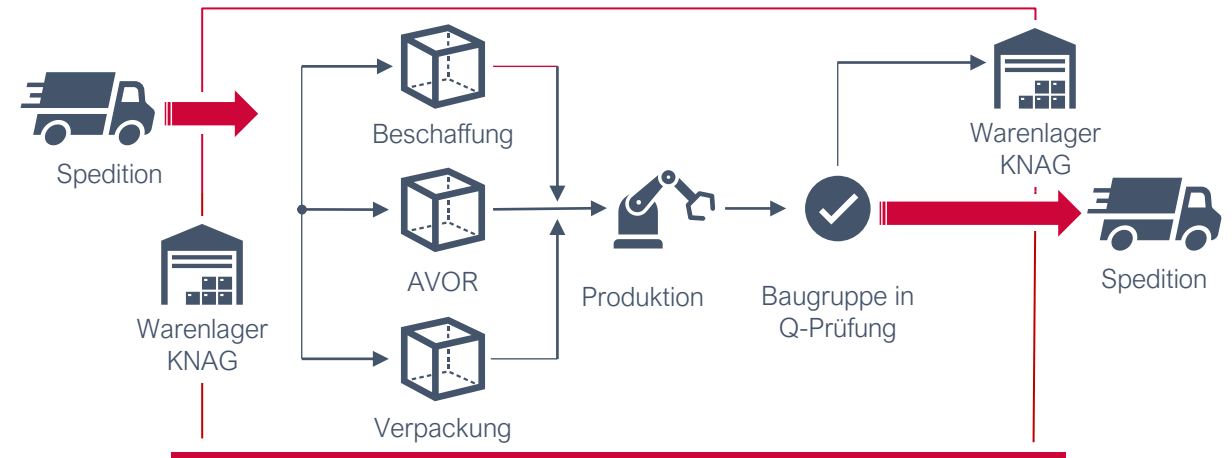 Spedition
Warenlager
KNAG
Beschaffung
AVOR
Verpackung
Produktion
Baugruppe in
Q-Prüfung
Warenlager
KNAG
Spedition